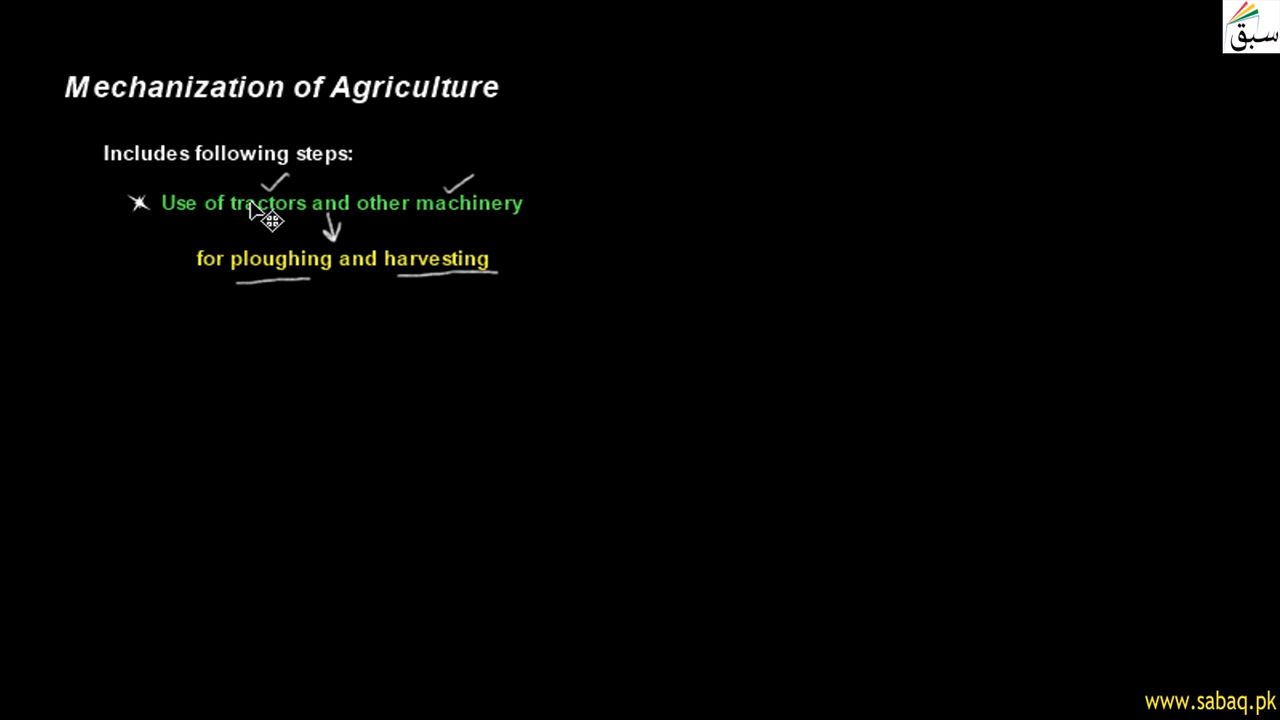 سبق
Mechanization of Agriculture
Includes following steps:
Use of tractors and other machinery
for ploughing and harvesting
www.sabaq.pk